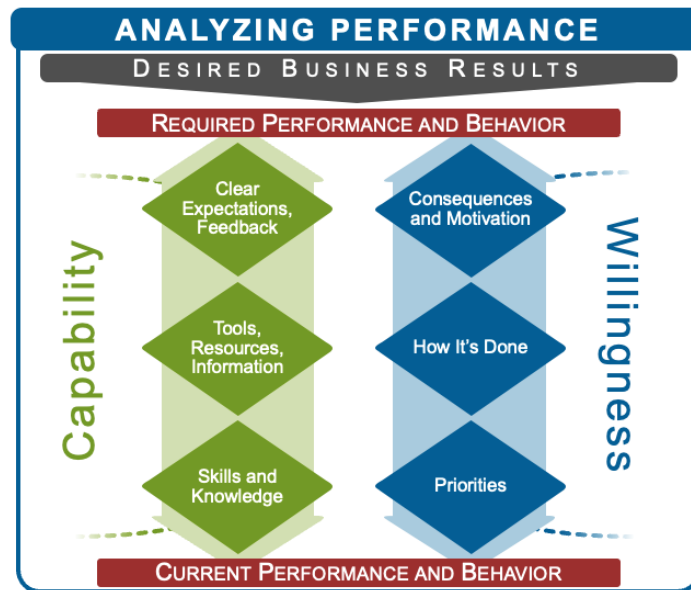 ANALYZING PERFORMANCE
DESIRED BUSINESS RESULTS
REQUIRED PERFORMANCE AND BEHAVIOR
Capability
Clear
Expectations,
Feedback
Tools,
Resources,
Information
Skills and
Knowledge
Consequences
and Motivation
How It's Done
Priorities
Willingness
CURRENT PERFORMANCE AND BEHAVIOR